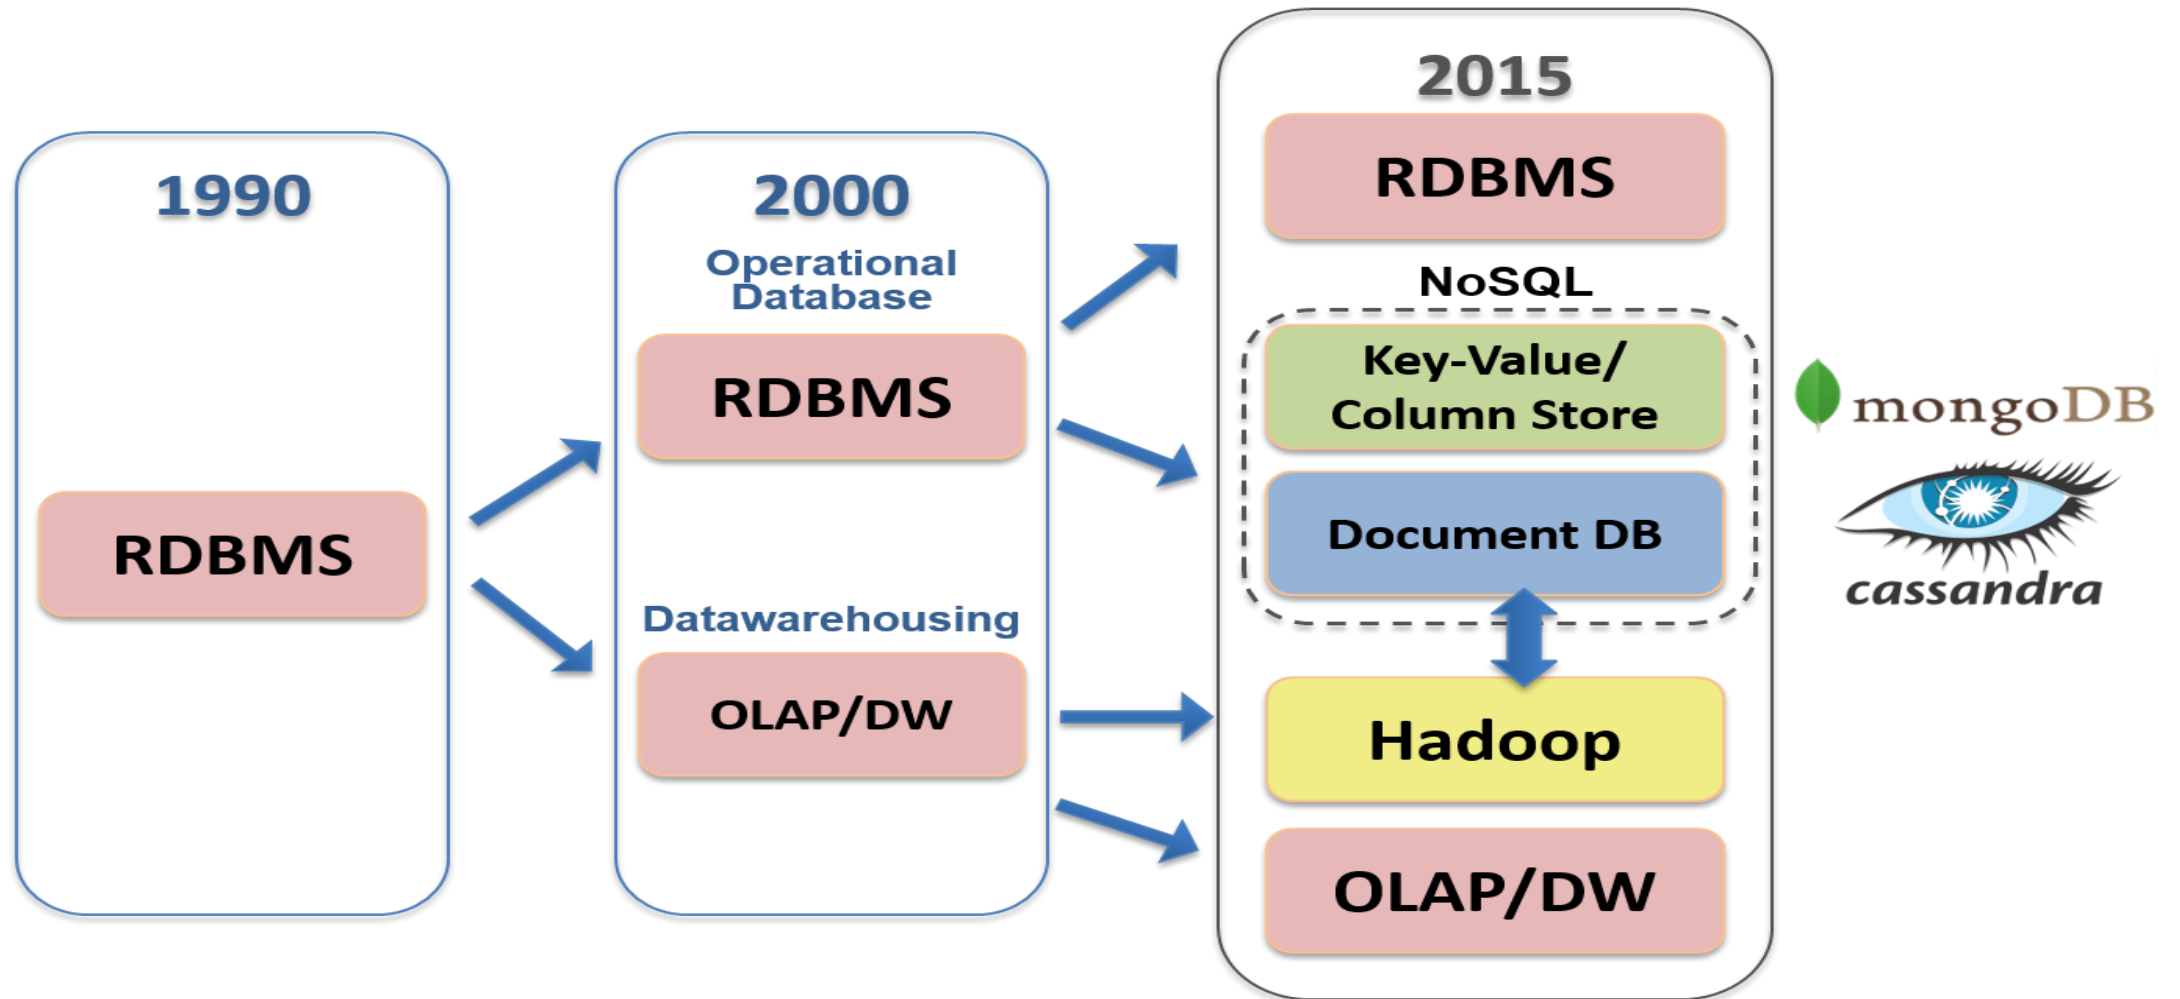 1990
RDBMS
2000
Operational
Database
RDBMS
Datawarehousing
OLAP/DW
2015
RDBMS
NoSQL
Key-Value/
Column Store
Document DB
Hadoop
OLAP/DW
mongoDB
cassandra